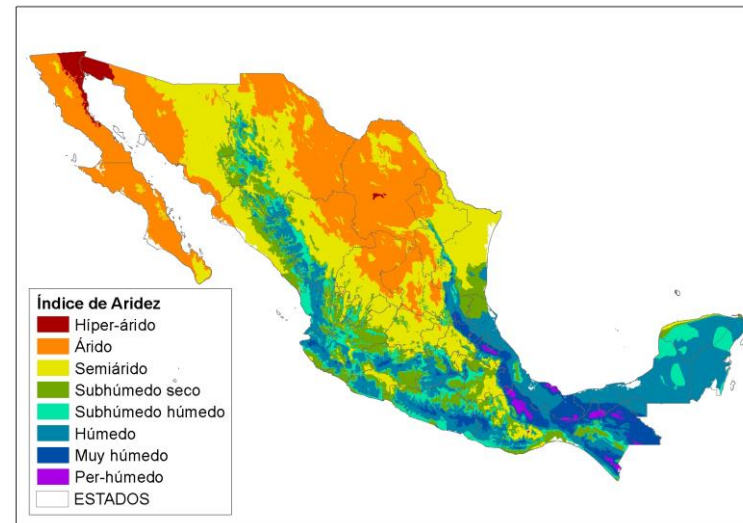 Índice de Aridez
Híper-árido
Árido
Semiárido
Subhúmedo seco
Subhúmedo húmedo
Húmedo
Muy húmedo
Per-húmedo
ESTADOS